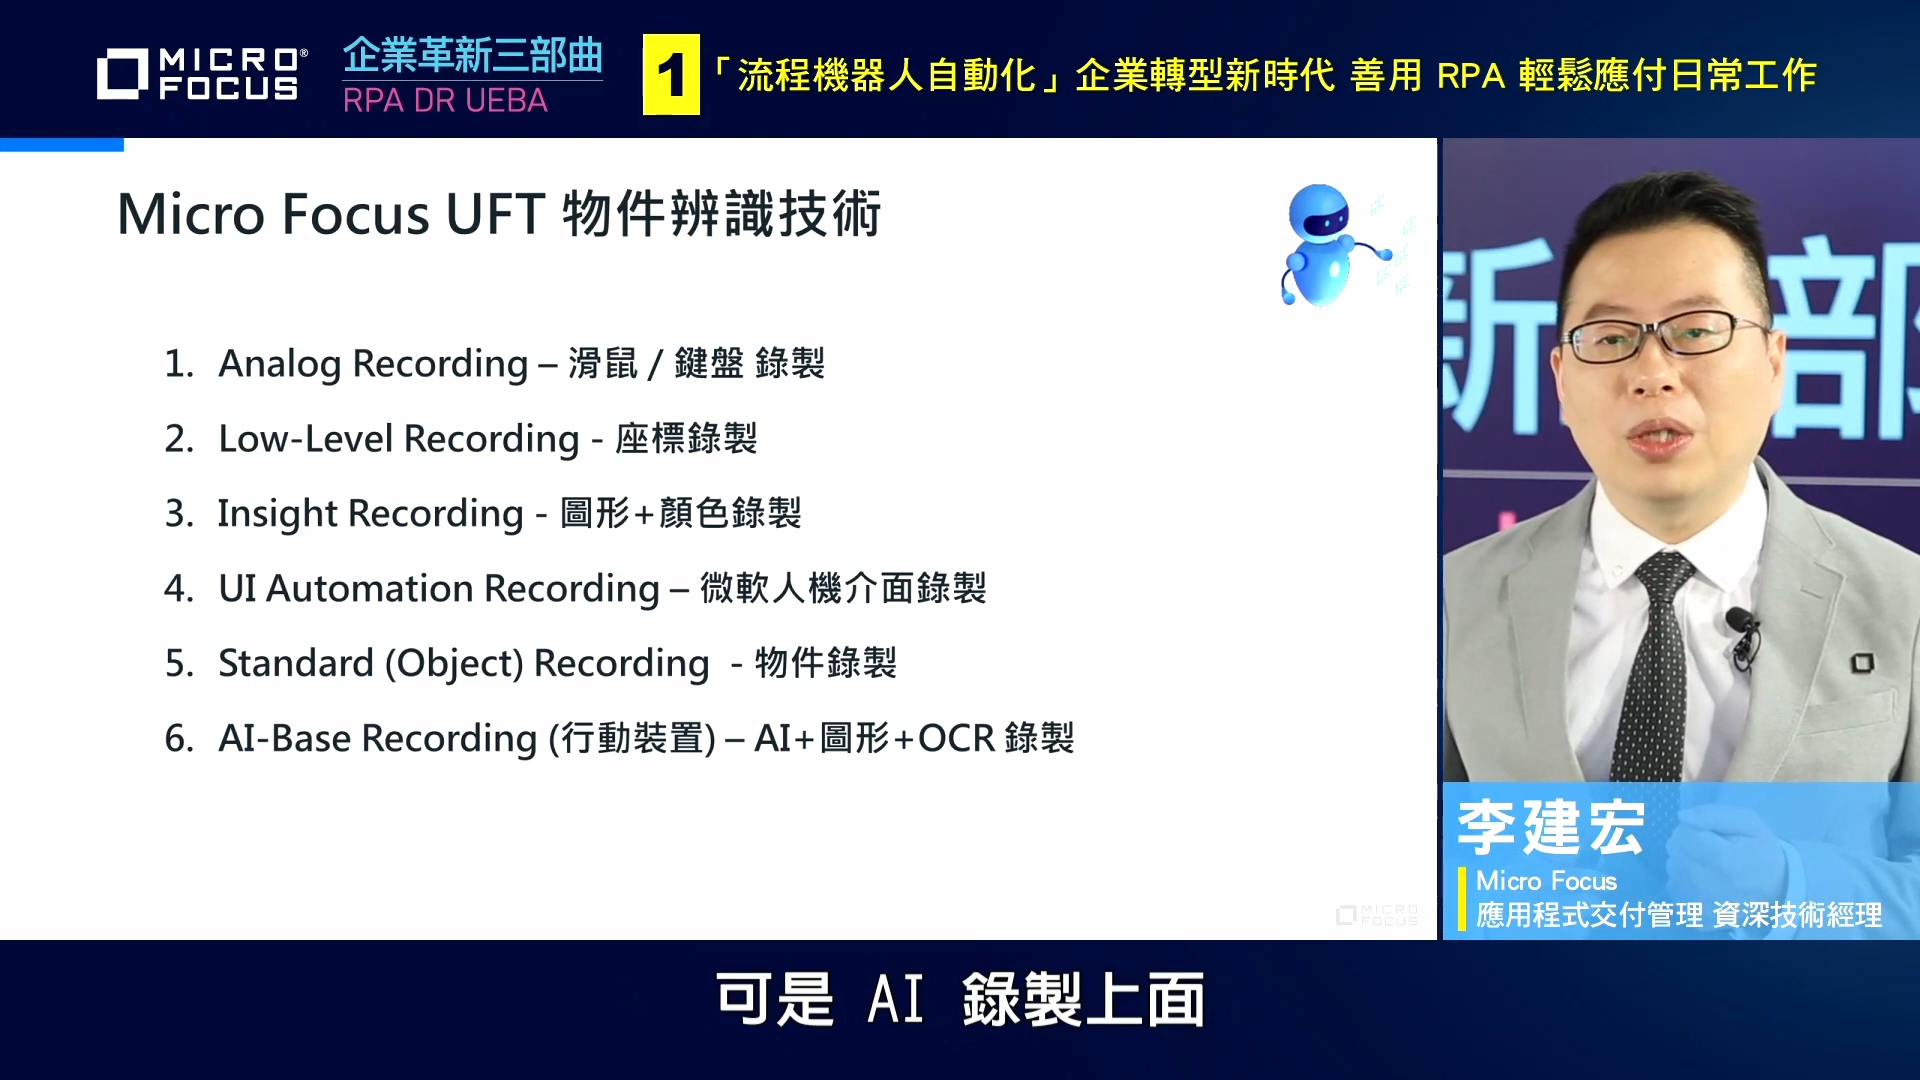 MICRO FOCUS®
企業革新三部曲
RPA DR UEBA
1 「流程機器人自動化」企業轉型新時代 善用 RPA 輕鬆應付日常工作
Micro Focus UFT 物件辨識技術
1. Analog Recording – 滑鼠 / 鍵盤 錄製
2. Low-Level Recording - 座標錄製
3. Insight Recording - 圖形+顏色錄製
4. UI Automation Recording – 微軟人機介面錄製
5. Standard (Object) Recording - 物件錄製
6. AI-Base Recording (行動裝置) – AI+圖形+OCR 錄製
MICRO FOCUS
新 部
李建宏
Micro Focus
應用程式交付管理 資深技術經理
可是 AI 錄製上面